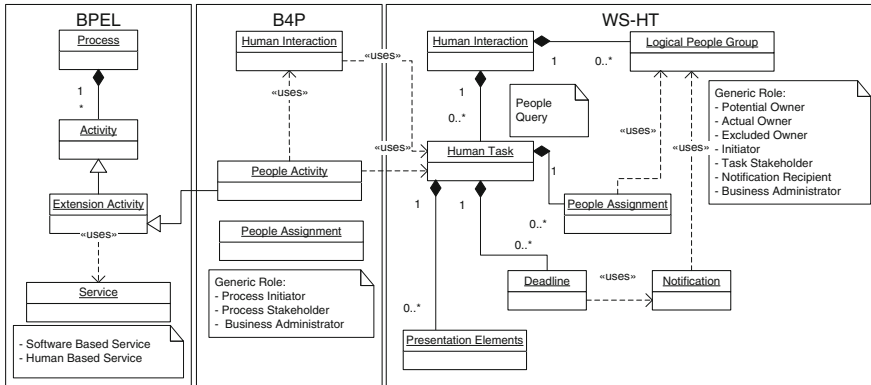 BPEL
Process
1
*
Activity
Extension Activity
«uses»
Service
- Software Based Service
- Human Based Service
B4P
Human Interaction
«uses»
«uses»
People Activity
«uses»
People Assignment
Generic Role:
- Process Initiator
- Process Stakeholder
- Business Administrator
WS-HT
Human Interaction
1
0..*
Logical People Group
1
0..*
People
Query
Human Task
1
0..*
People Assignment
«uses»
«uses»
Generic Role:
- Potential Owner
- Actual Owner
- Excluded Owner
- Initiator
- Task Stakeholder
- Notification Recipient
- Business Administrator
1
1
0..*
Deadline
«uses»
Notification
0..*
Presentation Elements